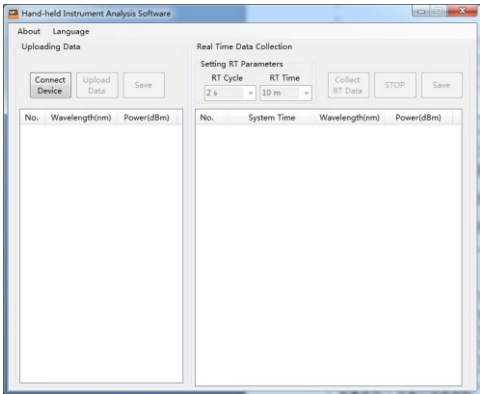 Hand-held Instrument Analysis Software
About Language
Uploading Data
Connect Device
Upload Data
Save
No. Wavelength(nm) Power(dBm)
Real Time Data Collection
Setting RT Parameters
RT Cycle RT Time
2 s 10 m
Collect RT Data
STOP
Save
No. System Time Wavelength(nm) Power(dBm)